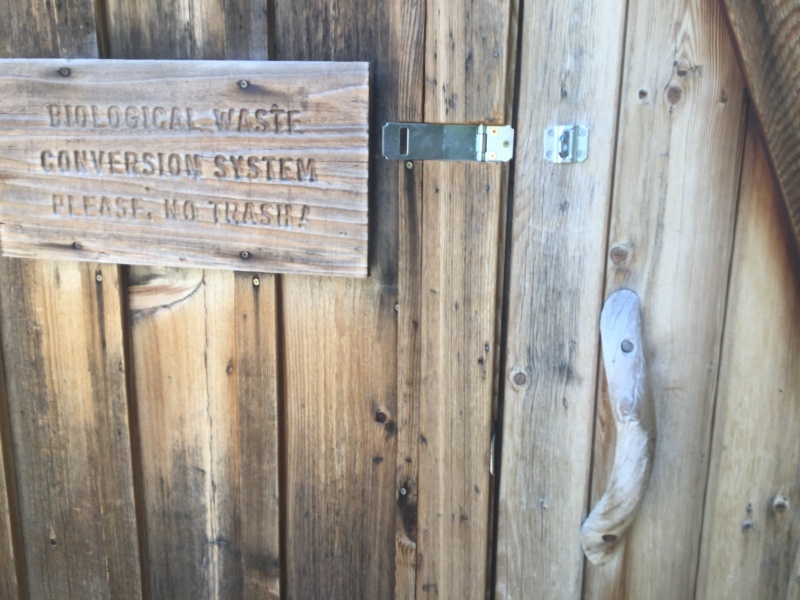 BIOLOGICAL WASTE
CONVERSION SYSTEM
PLEASE, NO TRASH!